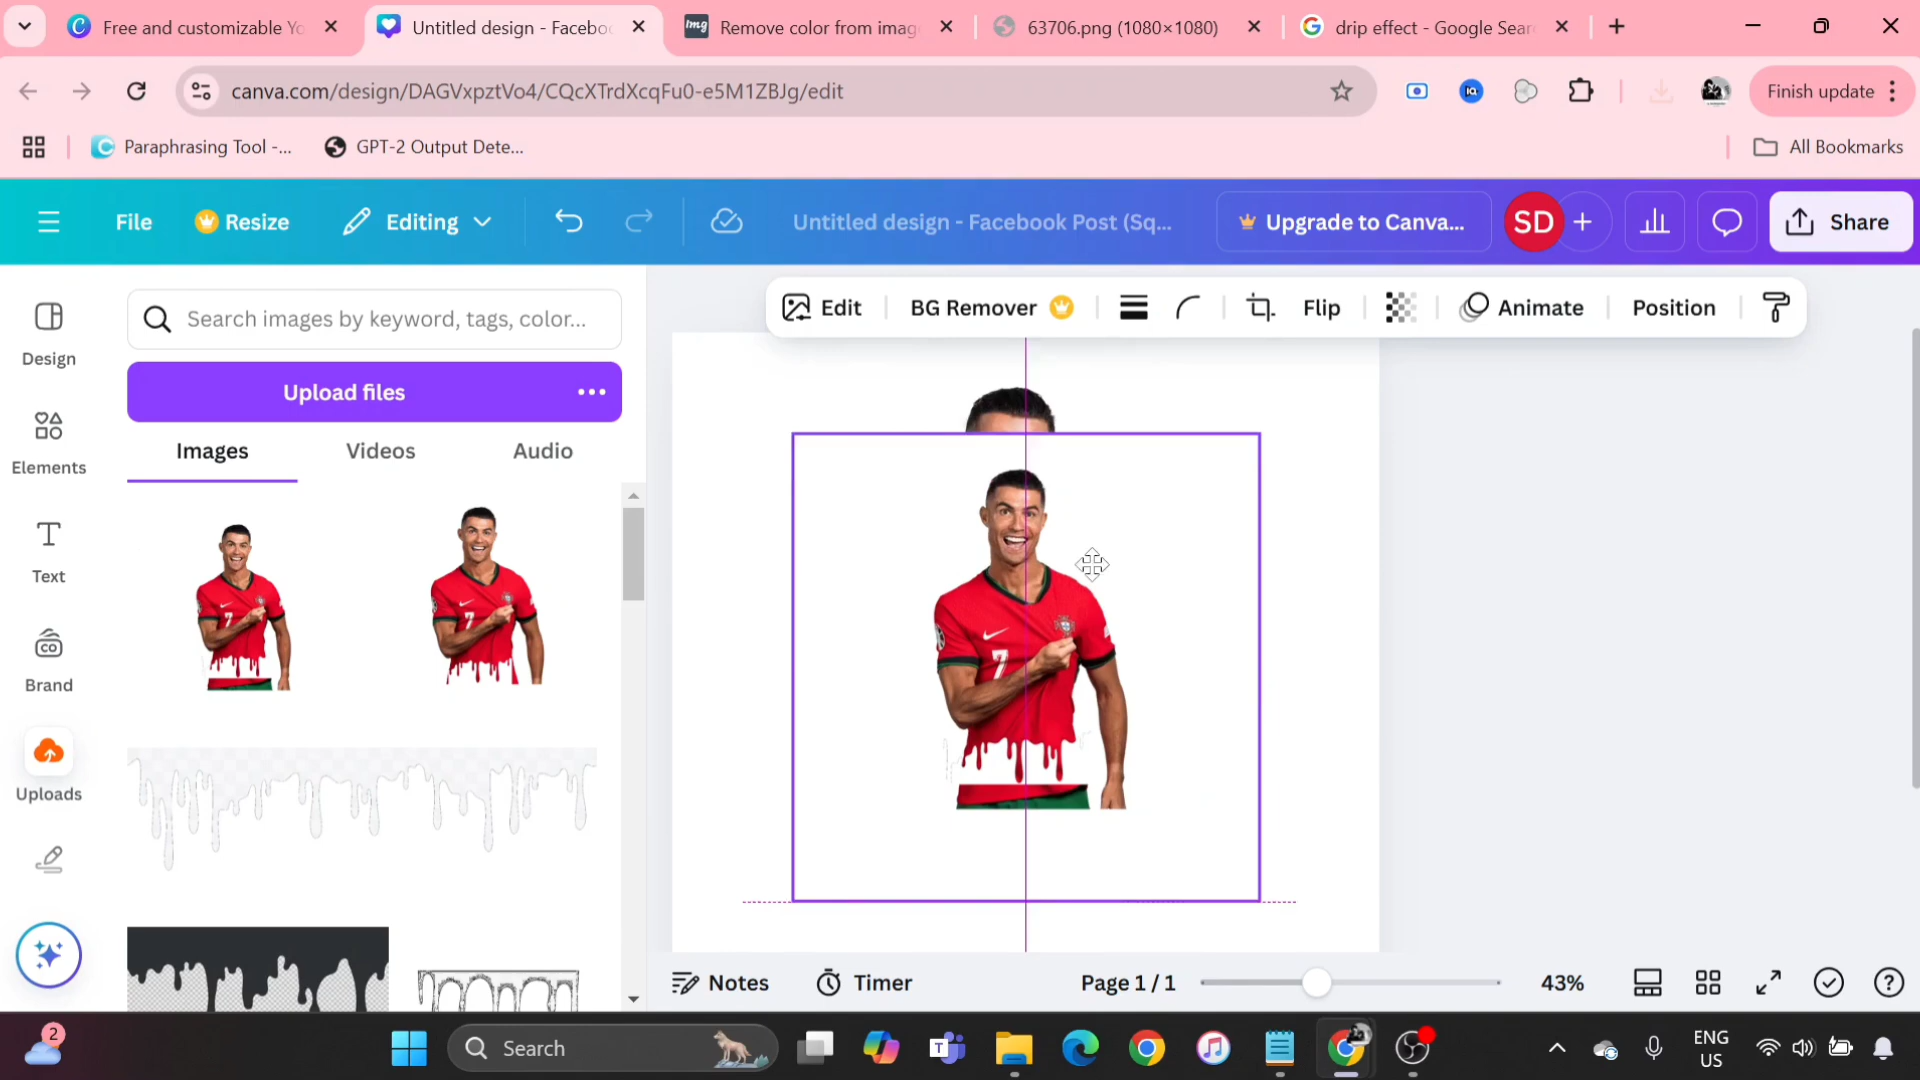 Free and customizable Yo
Untitled design - Facebo
Remove color from imag
63706.png (1080×1080)
drip effect - Google Sear
canva.com/design/DAGVxpztVo4/CQcXTrdXcqFu0-e5M1ZBJg/edit
Finish update
Paraphrasing Tool -...
GPT-2 Output Dete...
All Bookmarks
File
Resize
Editing
Untitled design - Facebook Post (Sq...
Upgrade to Canva...
SD
Share
Edit
BG Remover
Flip
Animate
Position
Search images by keyword, tags, color...
Upload files
Images
Videos
Audio
Design
Elements
Text
Brand
Uploads
7
Notes
Timer
Page 1 / 1
43%
2
Search
ENG
US